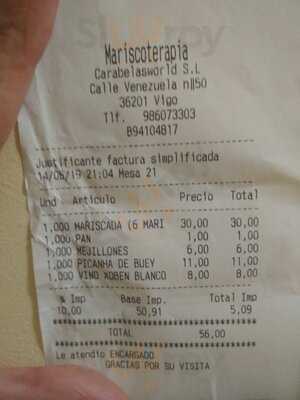 Mariscoterapia
Carabelasworld S.L
Calle Venezuela nº50
36201 Vigo
Tlf. 986073303
B94104817
Justificante factura simplificada
14/06/19 21:04 Mesa 21
Und Artículo Precio Total
1,000 MARISCADA (6 MARI 30,00 30,00
1,000 PAN 1,00 1,00
1,000 MEJILLONES 6,00 6,00
1,000 PICANHA DE BUEY 11,00 11,00
1,000 VINO XOBEN BLANCO 8,00 8,00
% Imp Base Imp. Total Imp
10,00 50,91 5,09
TOTAL 56,00
Le atendio ENCARGADO
GRACIAS POR SU VISITA